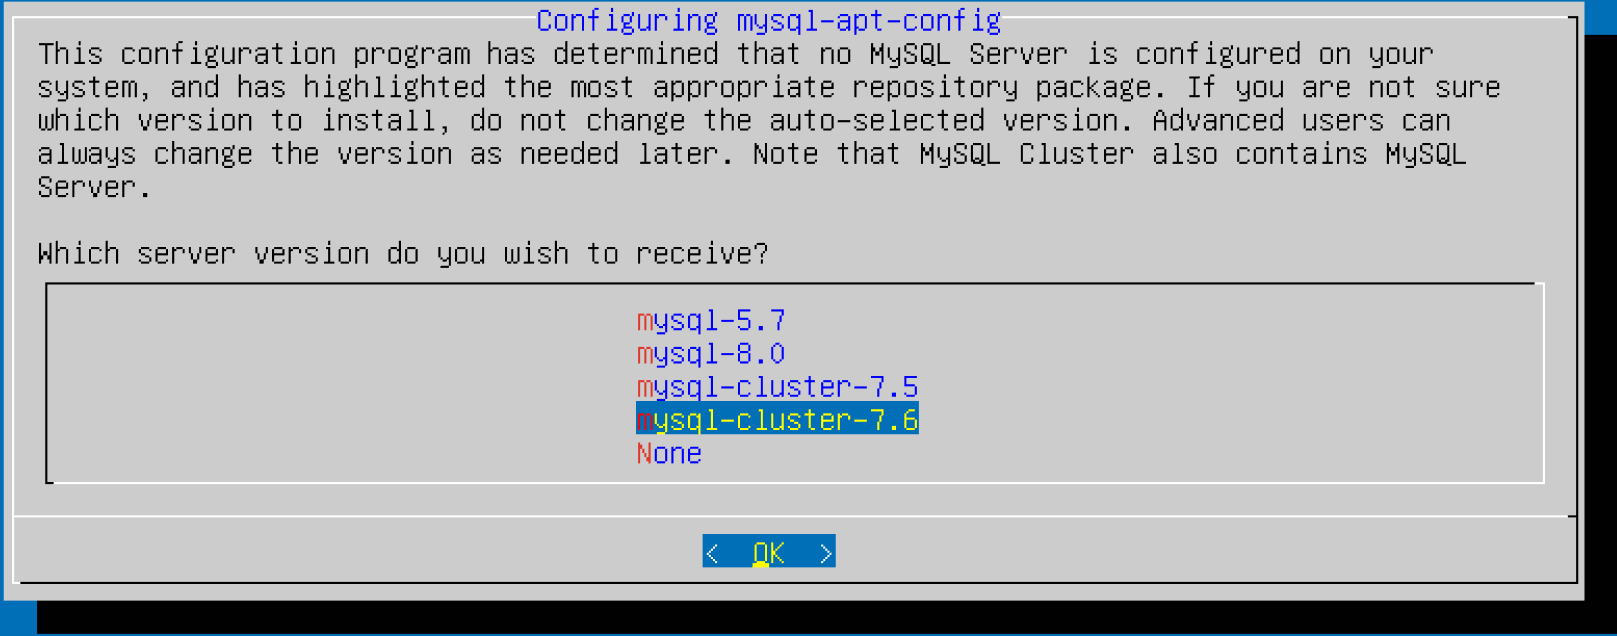 Configuring mysql-apt-config
This configuration program has determined that no MySQL Server is configured on your
system, and has highlighted the most appropriate repository package. If you are not sure
which version to install, do not change the auto-selected version. Advanced users can
always change the version as needed later. Note that MySQL Cluster also contains MySQL
Server.
Which server version do you wish to receive?
mysql-5.7
mysql-8.0
mysql-cluster-7.5
mysql-cluster-7.6
None
< OK >